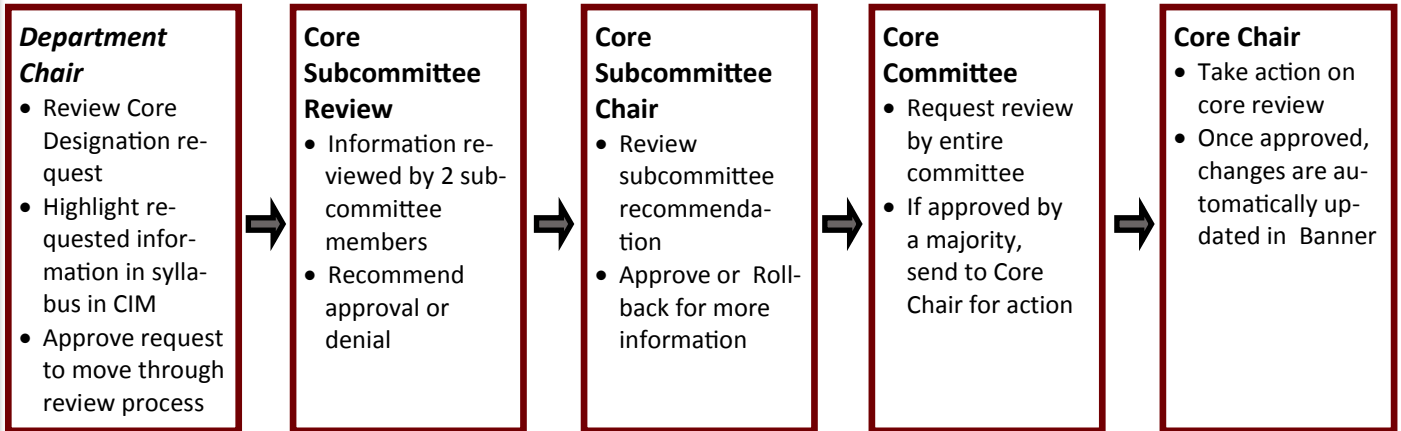 Department
Chair
• Review Core
Designation re-
quest
• Highlight re-
quested infor-
mation in sylla-
bus in CIM
• Approve request
to move through
review process
Core
Subcommittee
Review
• Information re-
viewed by 2 sub-
committee
members
• Recommend
approval or
denial
Core
Subcommittee
Chair
• Review
subcommittee
recommenda-
tion
• Approve or Roll-
back for more
information
Core
Committee
• Request review
by entire
committee
• If approved by
a majority,
send to Core
Chair for action
Core Chair
• Take action on
core review
• Once approved,
changes are au-
tomatically up-
dated in Banner